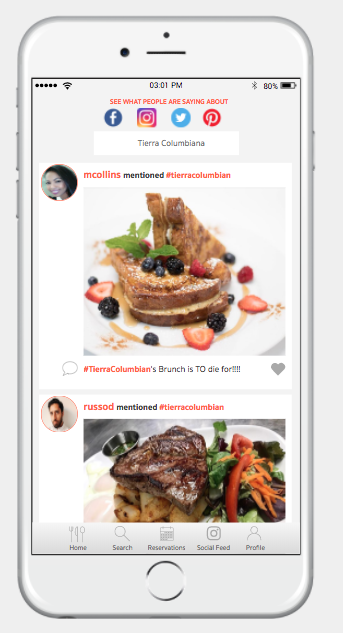 03:01 PM
80%
SEE WHAT PEOPLE ARE SAYING ABOUT
Tierra Columbiana
mcollins mentioned #tierracolumbian
#TierraColumbian's Brunch is TO die for!!!!
russod mentioned #tierracolumbian
Home Search Reservations Social Feed Profile